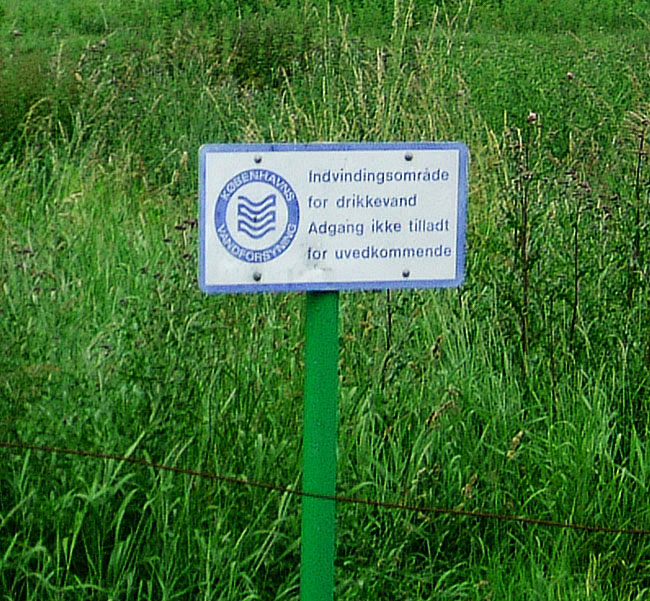 KØBENHAVNS
VANDFORSYNING
Indvindingsområde
for drikkevand
Adgang ikke tilladt
for uvedkommende